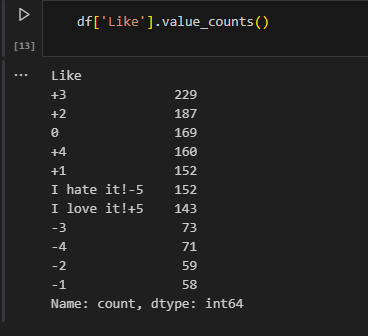 df['Like'].value_counts()
[13]
... Like
+3 229
+2 187
0 169
+4 160
+1 152
I hate it!-5 152
I love it!+5 143
-3 73
-4 71
-2 59
-1 58
Name: count, dtype: int64